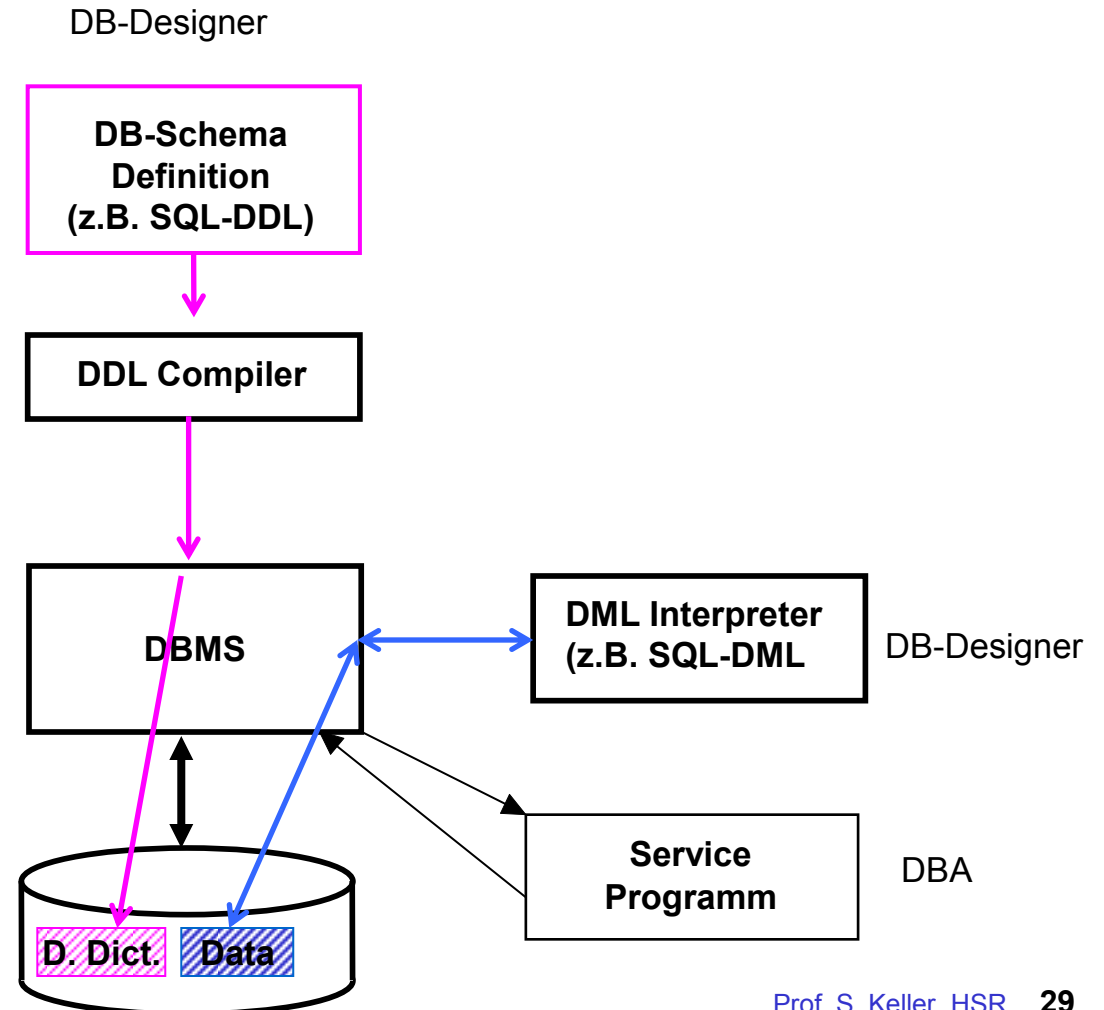 DB-Designer
DB-Schema
Definition
(z.B. SQL-DDL)
DDL Compiler
DBMS
DML Interpreter
(z.B. SQL-DML
DB-Designer
Service
Programm
DBA
D. Dict.
Data
Prof. S. Keller, HSR 29